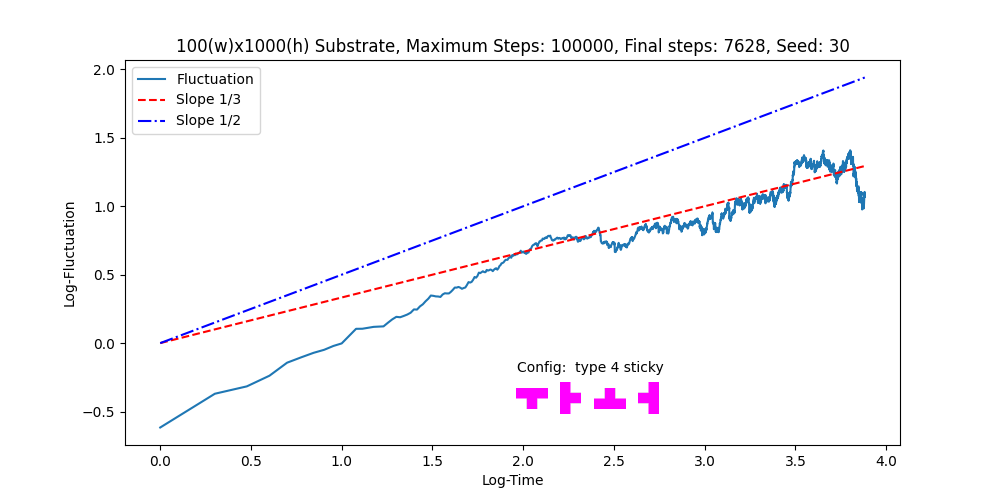 100(w)x1000(h) Substrate, Maximum Steps: 100000, Final steps: 7628, Seed: 30
Fluctuation
Slope 1/3
Slope 1/2
2.0
1.5
1.0
0.5
0.0
−0.5
Log-Fluctuation
Config:  type 4 sticky
0.0 0.5 1.0 1.5 2.0 2.5 3.0 3.5 4.0
Log-Time